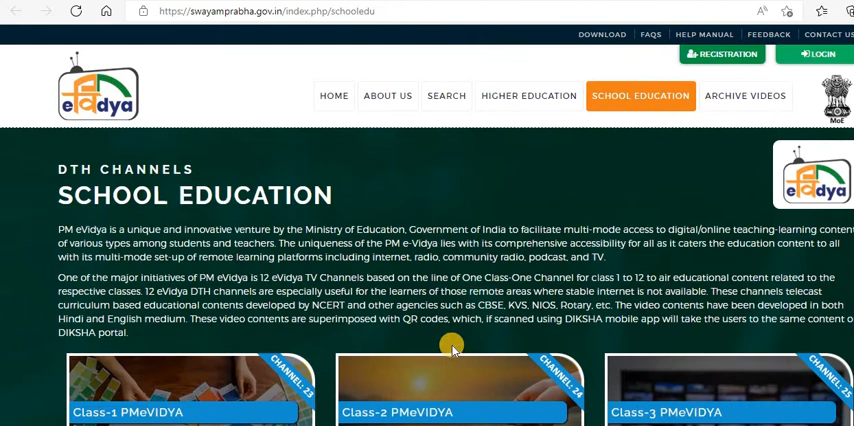 https://swayamprabha.gov.in/index.php/schooledu
DOWNLOAD FAQS HELP MANUAL FEEDBACK CONTACT US
REGISTRATION LOGIN
eविdya
HOME ABOUT US SEARCH HIGHER EDUCATION SCHOOL EDUCATION ARCHIVE VIDEOS
MoE
DTH CHANNELS
eविdya
SCHOOL EDUCATION
PM eVidya is a unique and innovative venture by the Ministry of Education, Government of India to facilitate multi-mode access to digital/online teaching-learning content
of various types among students and teachers. The uniqueness of the PM e-Vidya lies with its comprehensive accessibility for all as it caters the education content to all
with its multi-mode set-up of remote learning platforms including internet, radio, community radio, podcast, and TV.
One of the major initiatives of PM eVidya is 12 eVidya TV Channels based on the line of One Class-One Channel for class 1 to 12 to air educational content related to the
respective classes. 12 eVidya DTH channels are especially useful for the learners of those remote areas where stable internet is not available. These channels telecast
curriculum based educational contents developed by NCERT and other agencies such as CBSE, KVS, NIOS, Rotary, etc. The video contents have been developed in both
Hindi and English medium. These video contents are superimposed with QR codes, which, if scanned using DIKSHA mobile app will take the users to the same content o
DIKSHA portal.
CHANNEL: 23 CHANNEL: 24 CHANNEL: 25
Class-1 PMeVIDYA Class-2 PMeVIDYA Class-3 PMeVIDYA